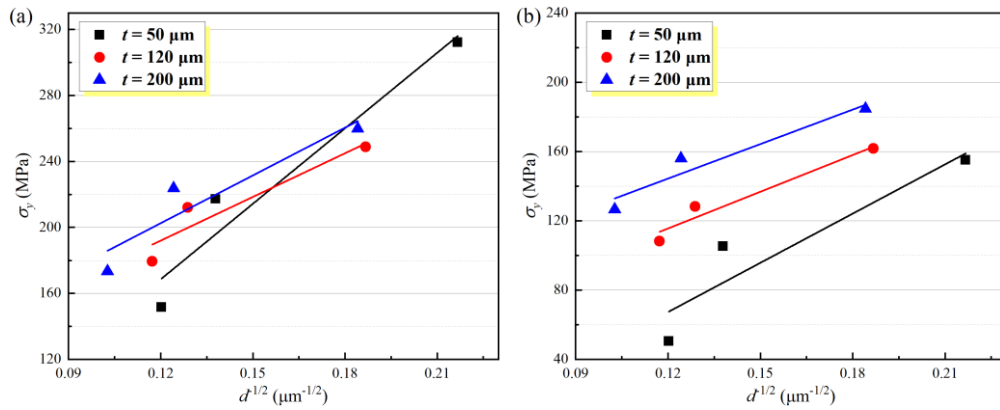 (a)
t = 50 μm
t = 120 μm
t = 200 μm
320
280
240
200
160
120
σy (MPa)
0.09
0.12
0.15
0.18
0.21
d-1/2 (μm-1/2)
(b)
t = 50 μm
t = 120 μm
t = 200 μm
240
200
160
120
80
40
σy (MPa)
0.09
0.12
0.15
0.18
0.21
d-1/2 (μm-1/2)